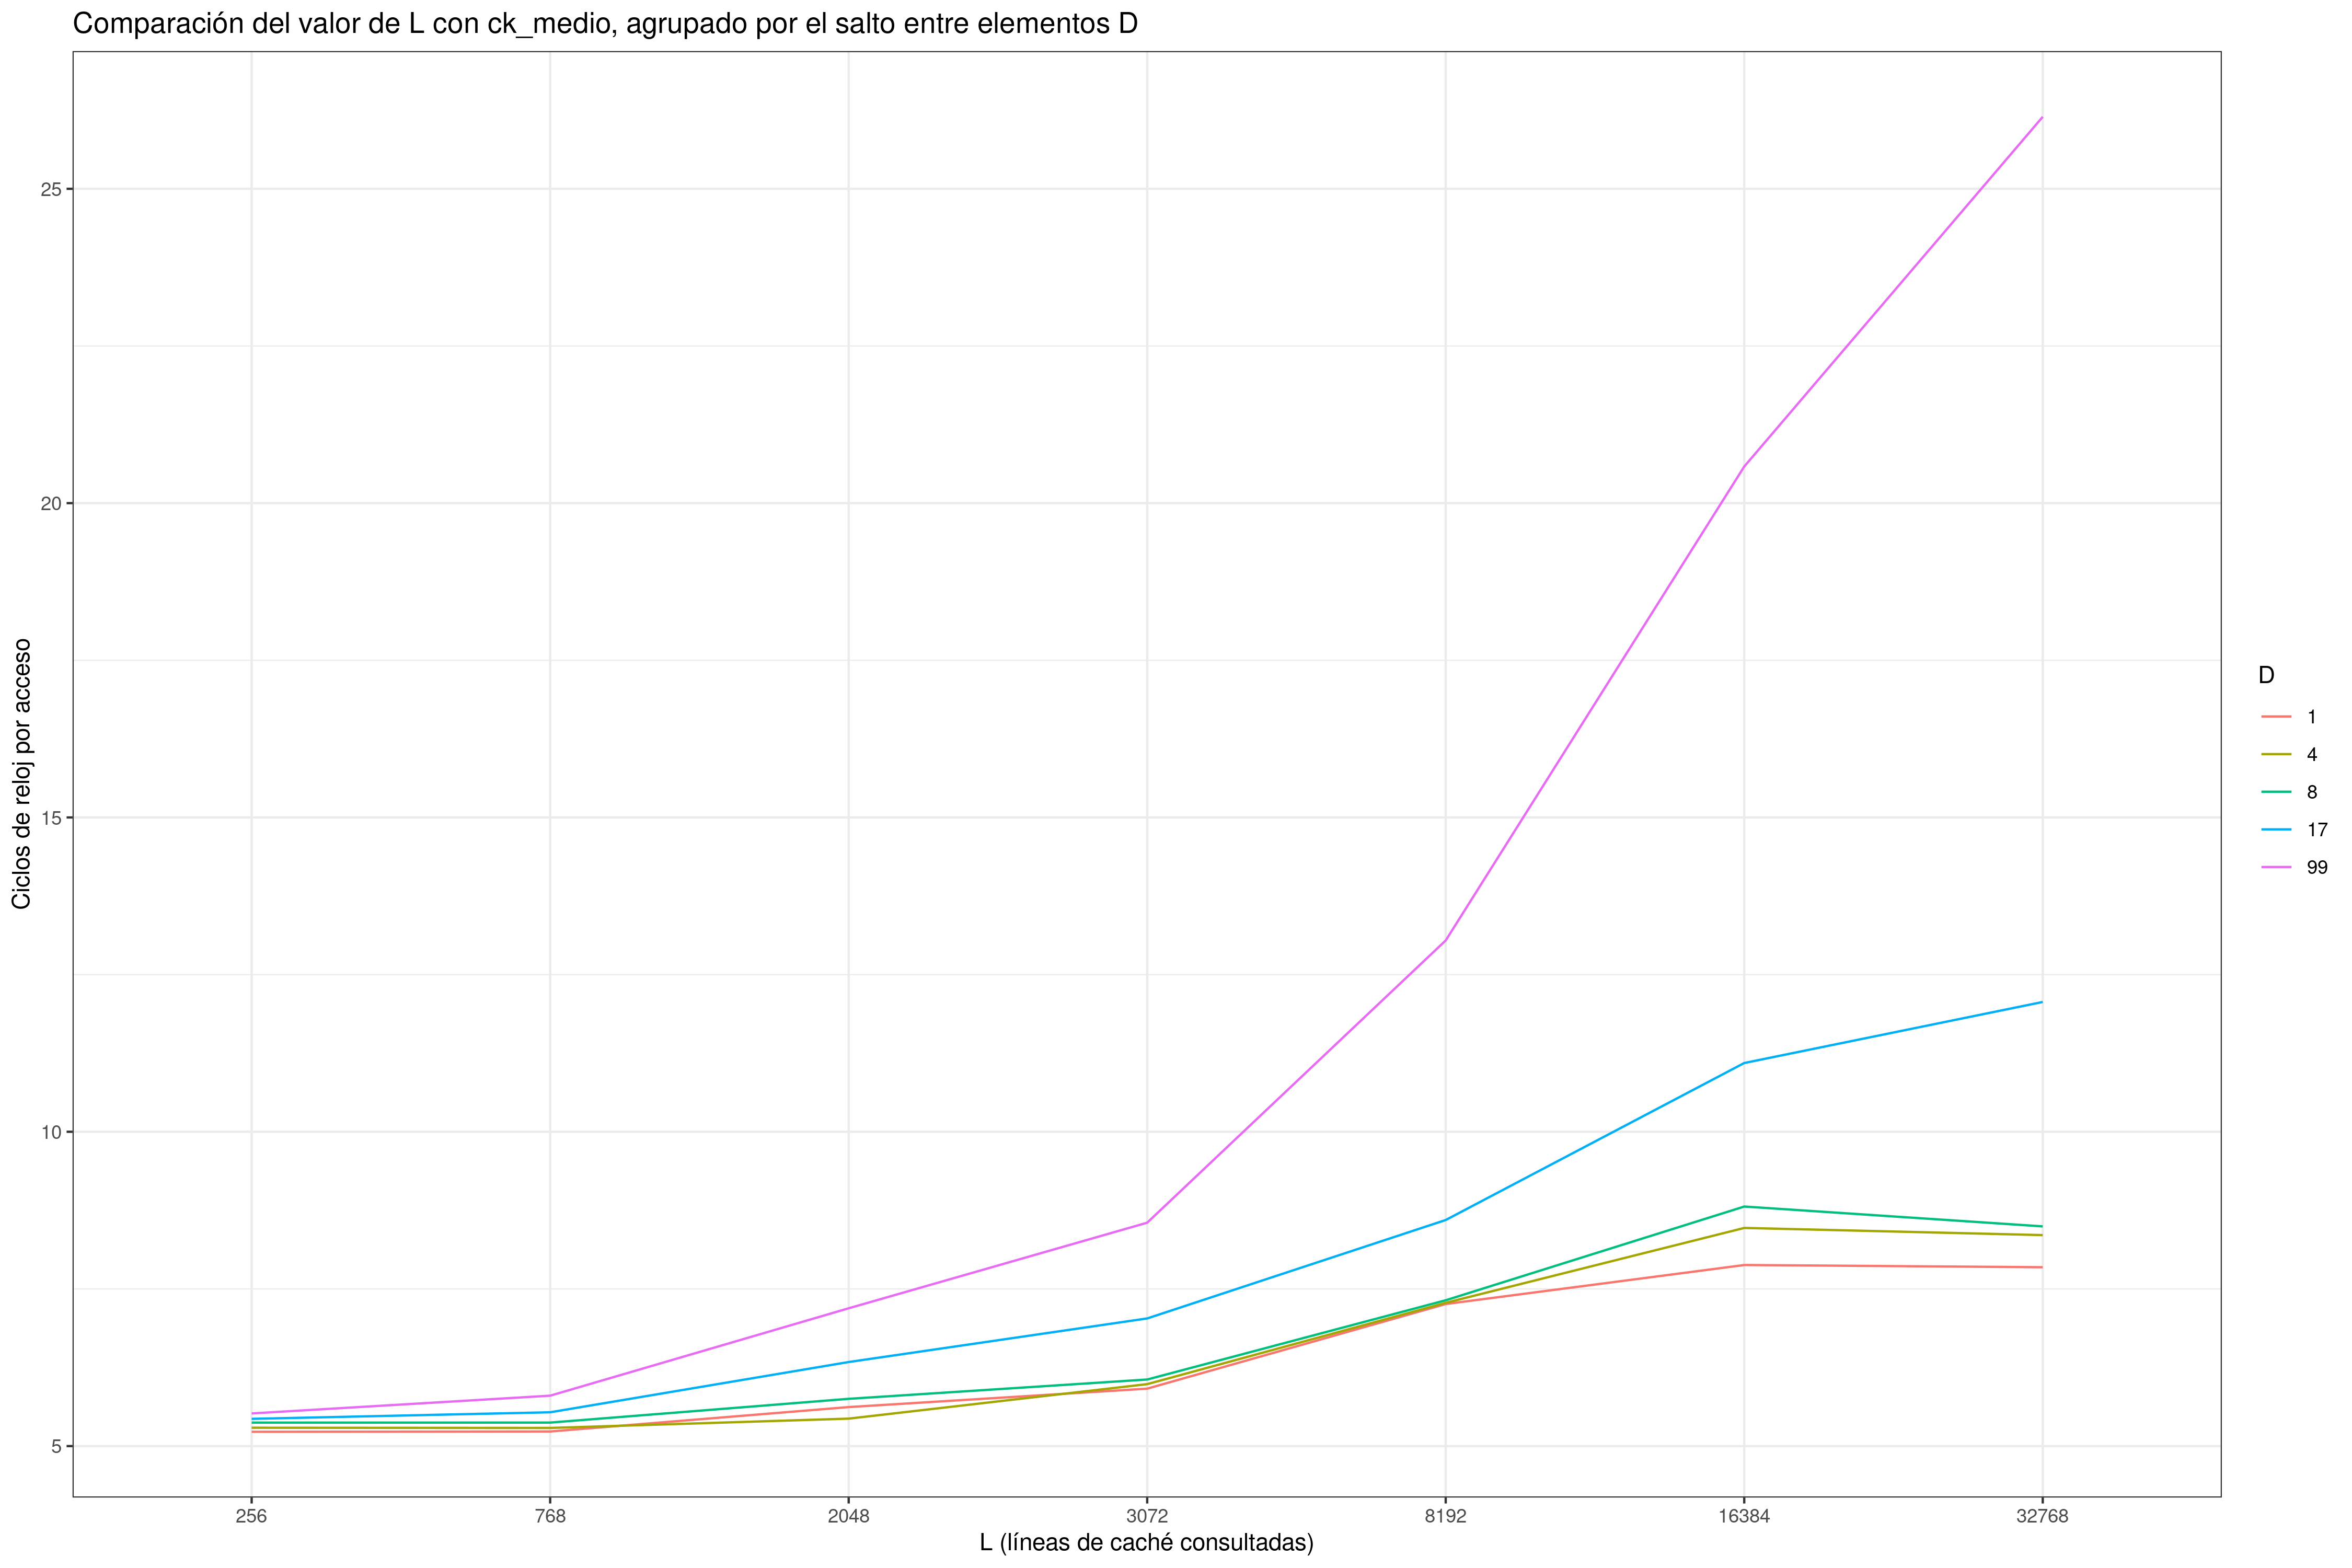 Comparación del valor de L con ck_medio, agrupado por el salto entre elementos D
Ciclos de reloj por acceso
25
20
15
10
5
256 768 2048 3072 8192 16384 32768
L (líneas de caché consultadas)
D
1
4
8
17
99